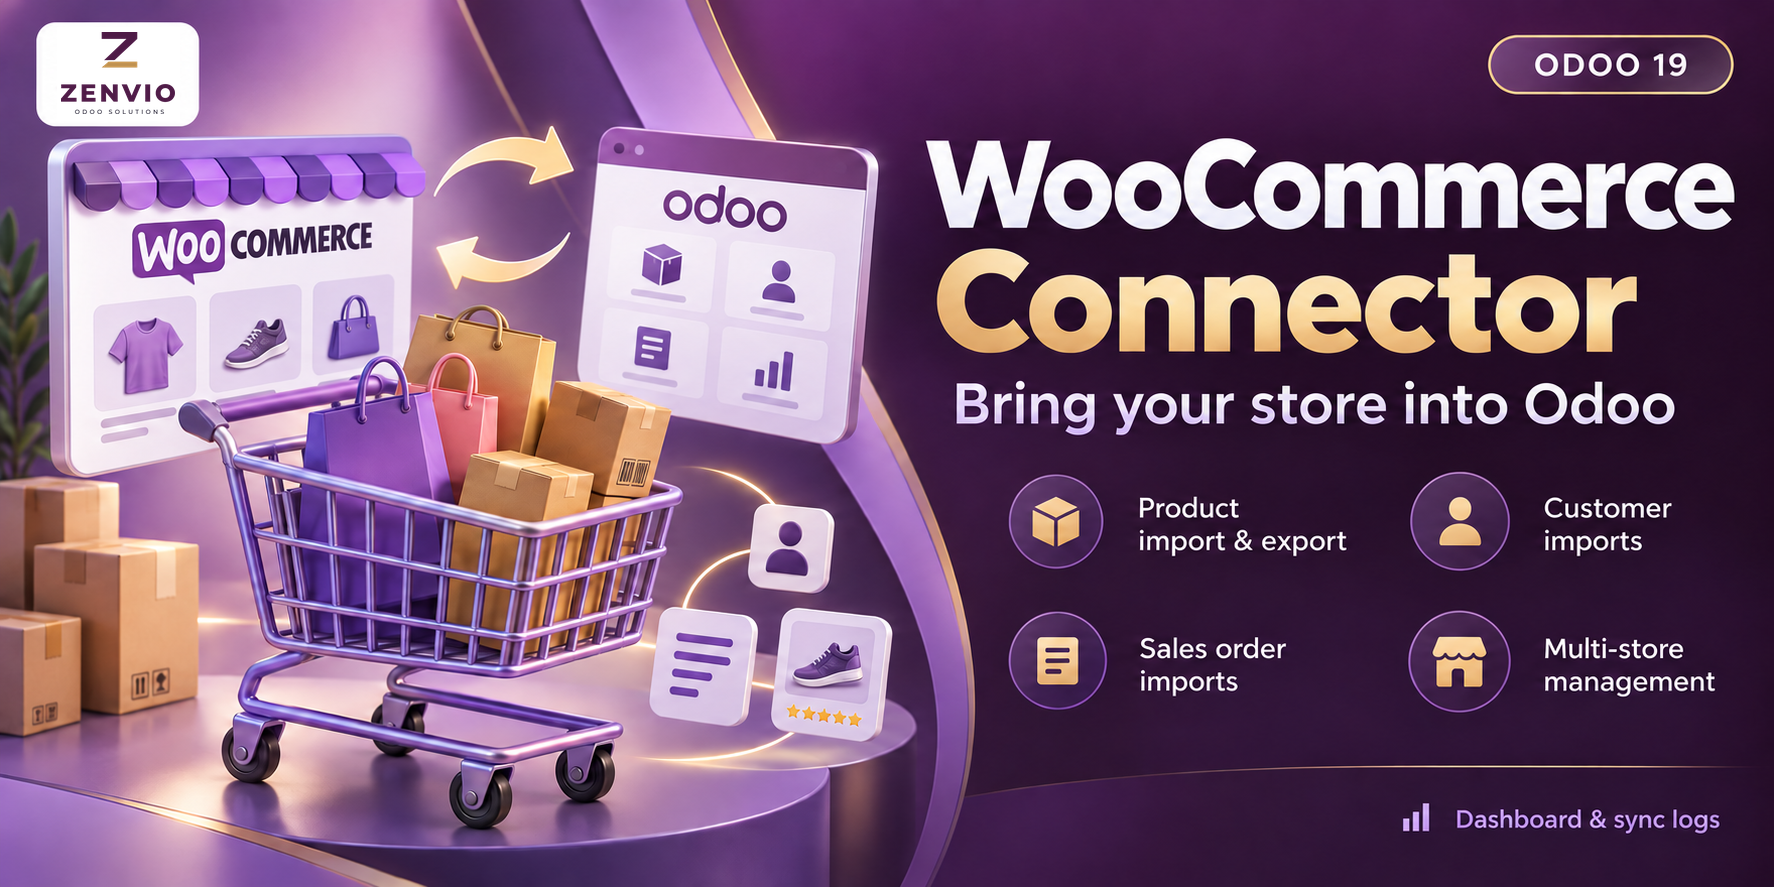 Z
ZENVIO
ODOO SOLUTIONS
ODOO 19
WOO COMMERCE
odoo
WooCommerce
Connector
Bring your store into Odoo
Product
import & export
Customer
imports
Sales order
imports
Multi-store
management
Dashboard & sync logs